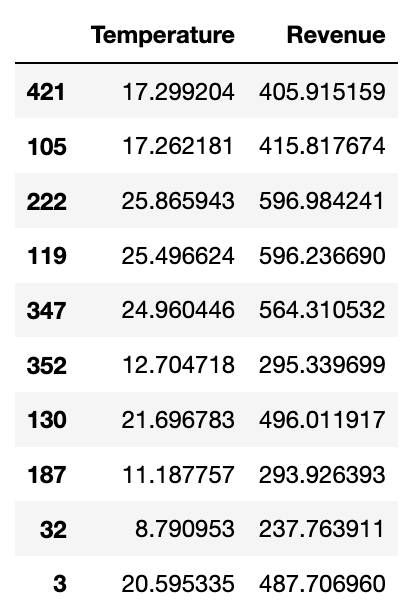 Temperature Revenue
421 17.299204 405.915159
105 17.262181 415.817674
222 25.865943 596.984241
119 25.496624 596.236690
347 24.960446 564.310532
352 12.704718 295.339699
130 21.696783 496.011917
187 11.187757 293.926393
32 8.790953 237.763911
3 20.595335 487.706960